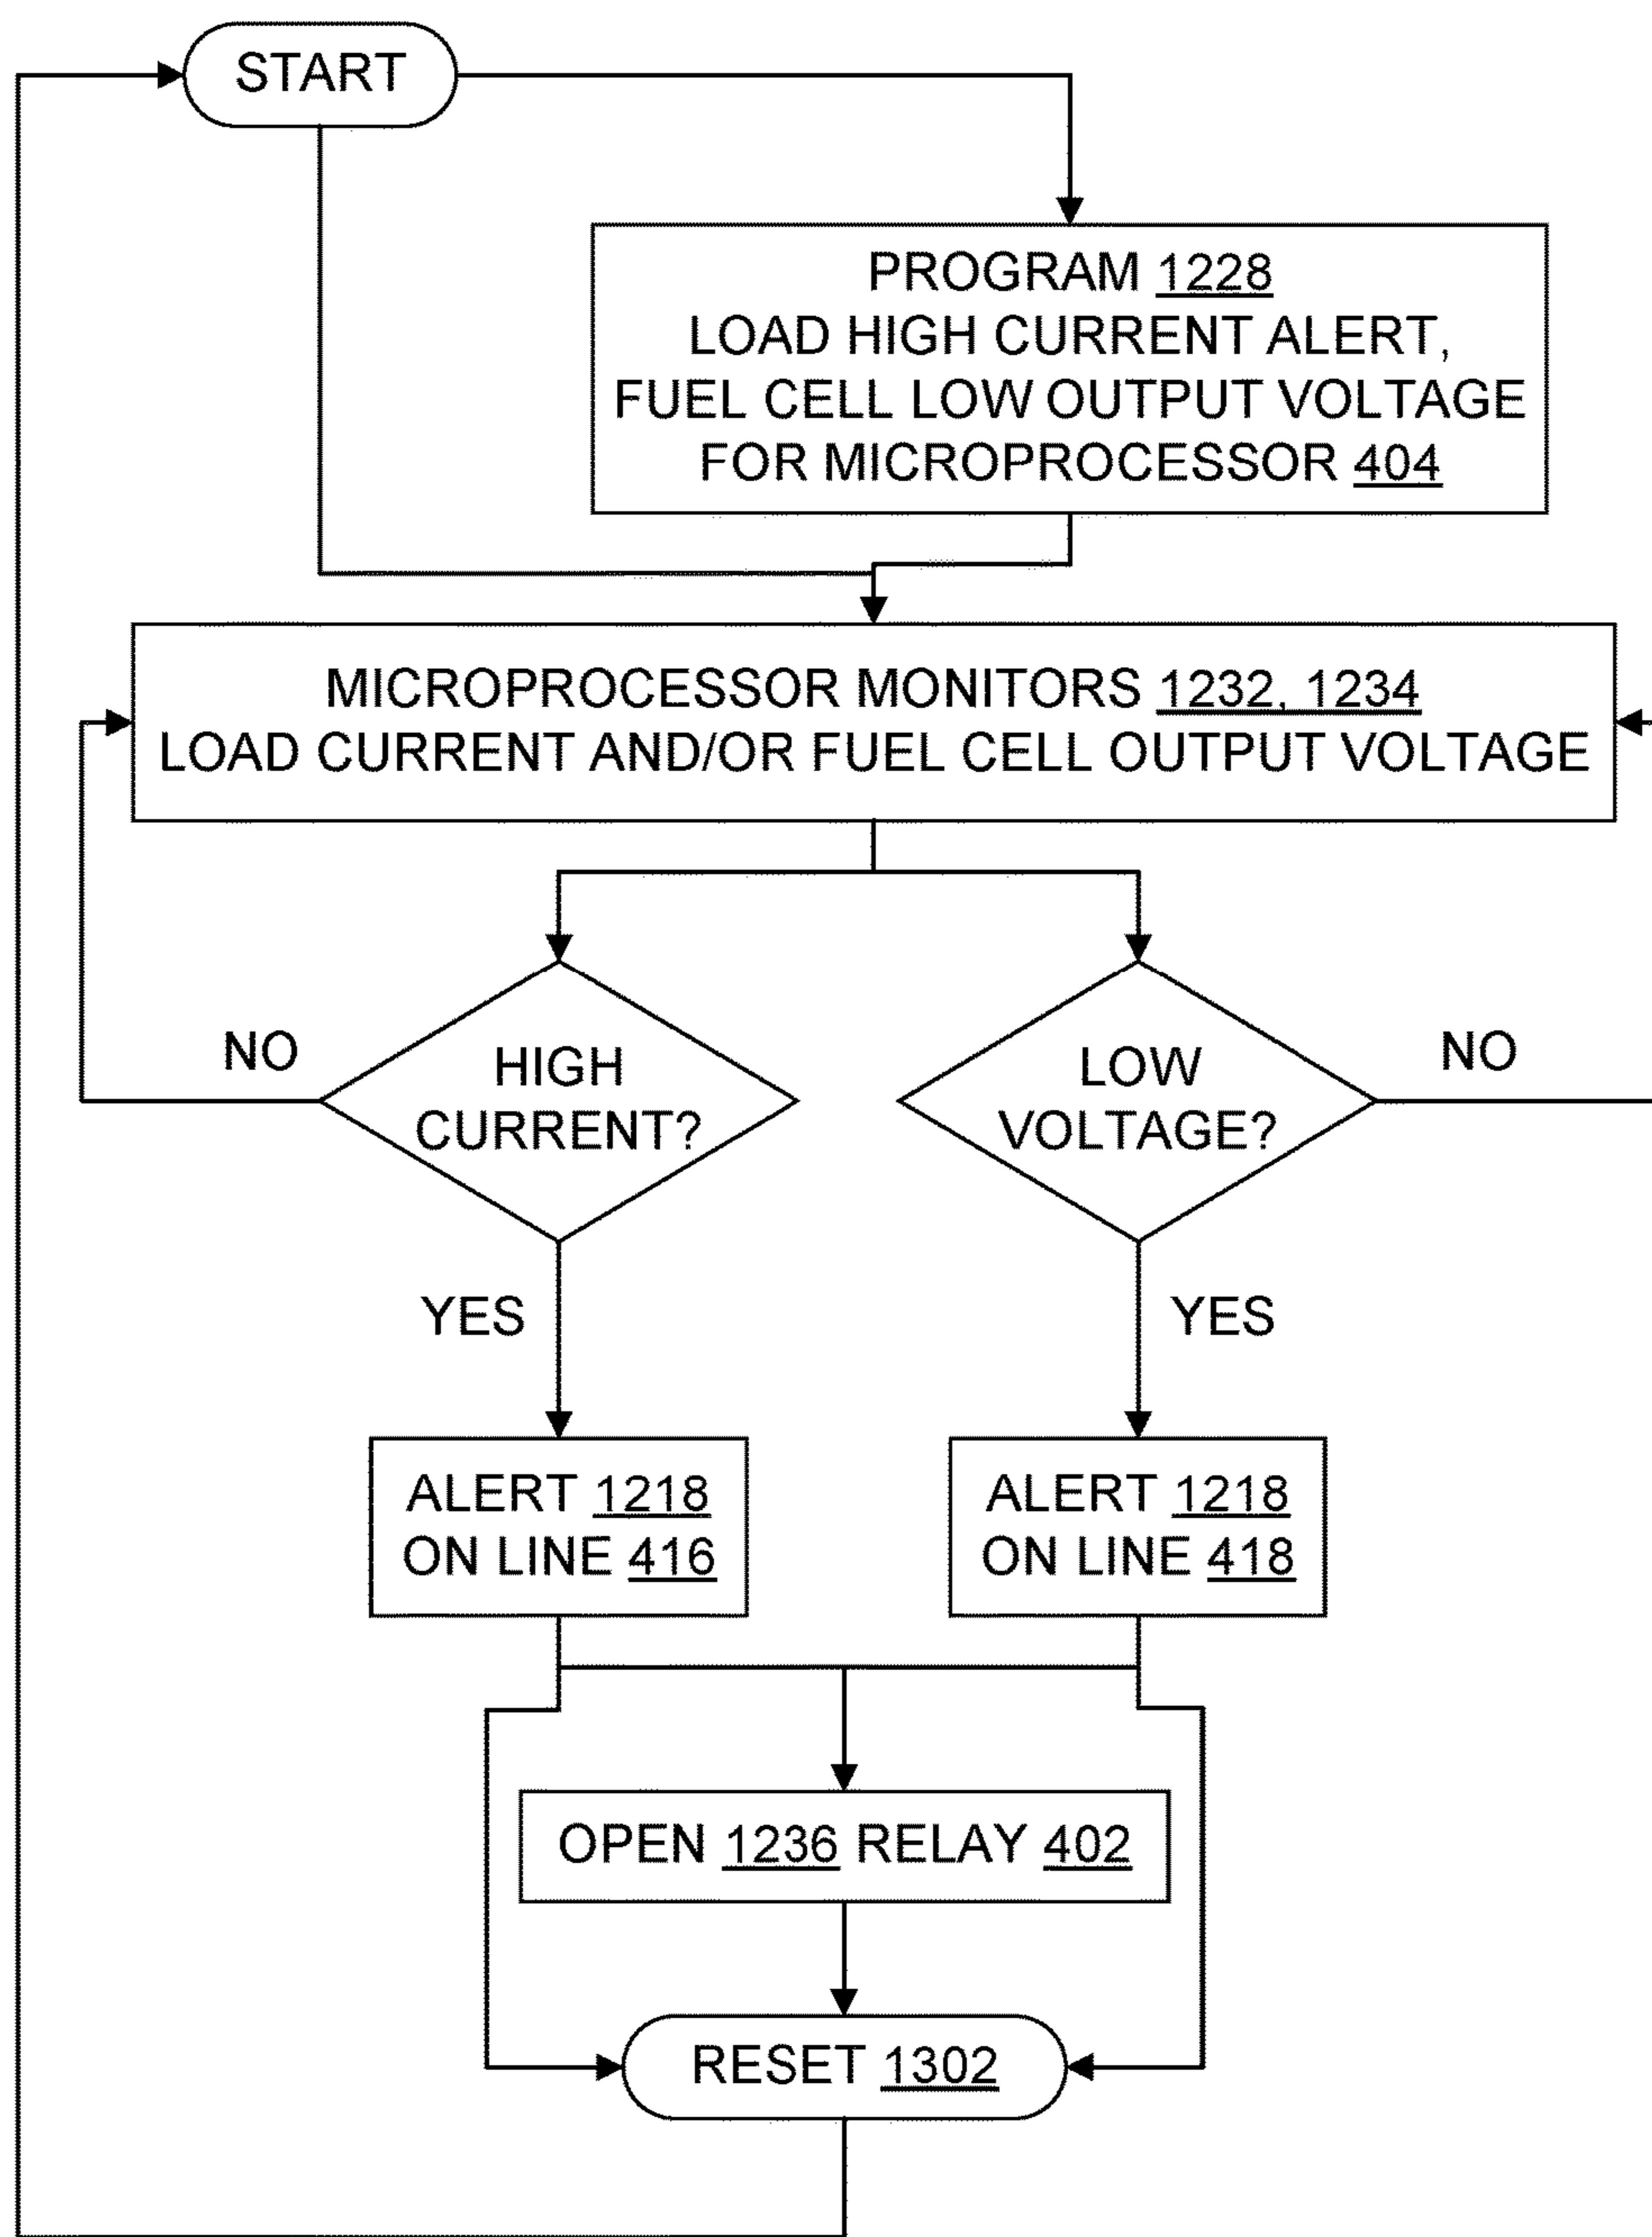 START
PROGRAM 1228
LOAD HIGH CURRENT ALERT,
FUEL CELL LOW OUTPUT VOLTAGE
FOR MICROPROCESSOR 404
MICROPROCESSOR MONITORS 1232, 1234
LOAD CURRENT AND/OR FUEL CELL OUTPUT VOLTAGE
NO
HIGH
CURRENT?
LOW
VOLTAGE?
NO
YES
YES
ALERT 1218
ON LINE 416
ALERT 1218
ON LINE 418
OPEN 1236 RELAY 402
RESET 1302